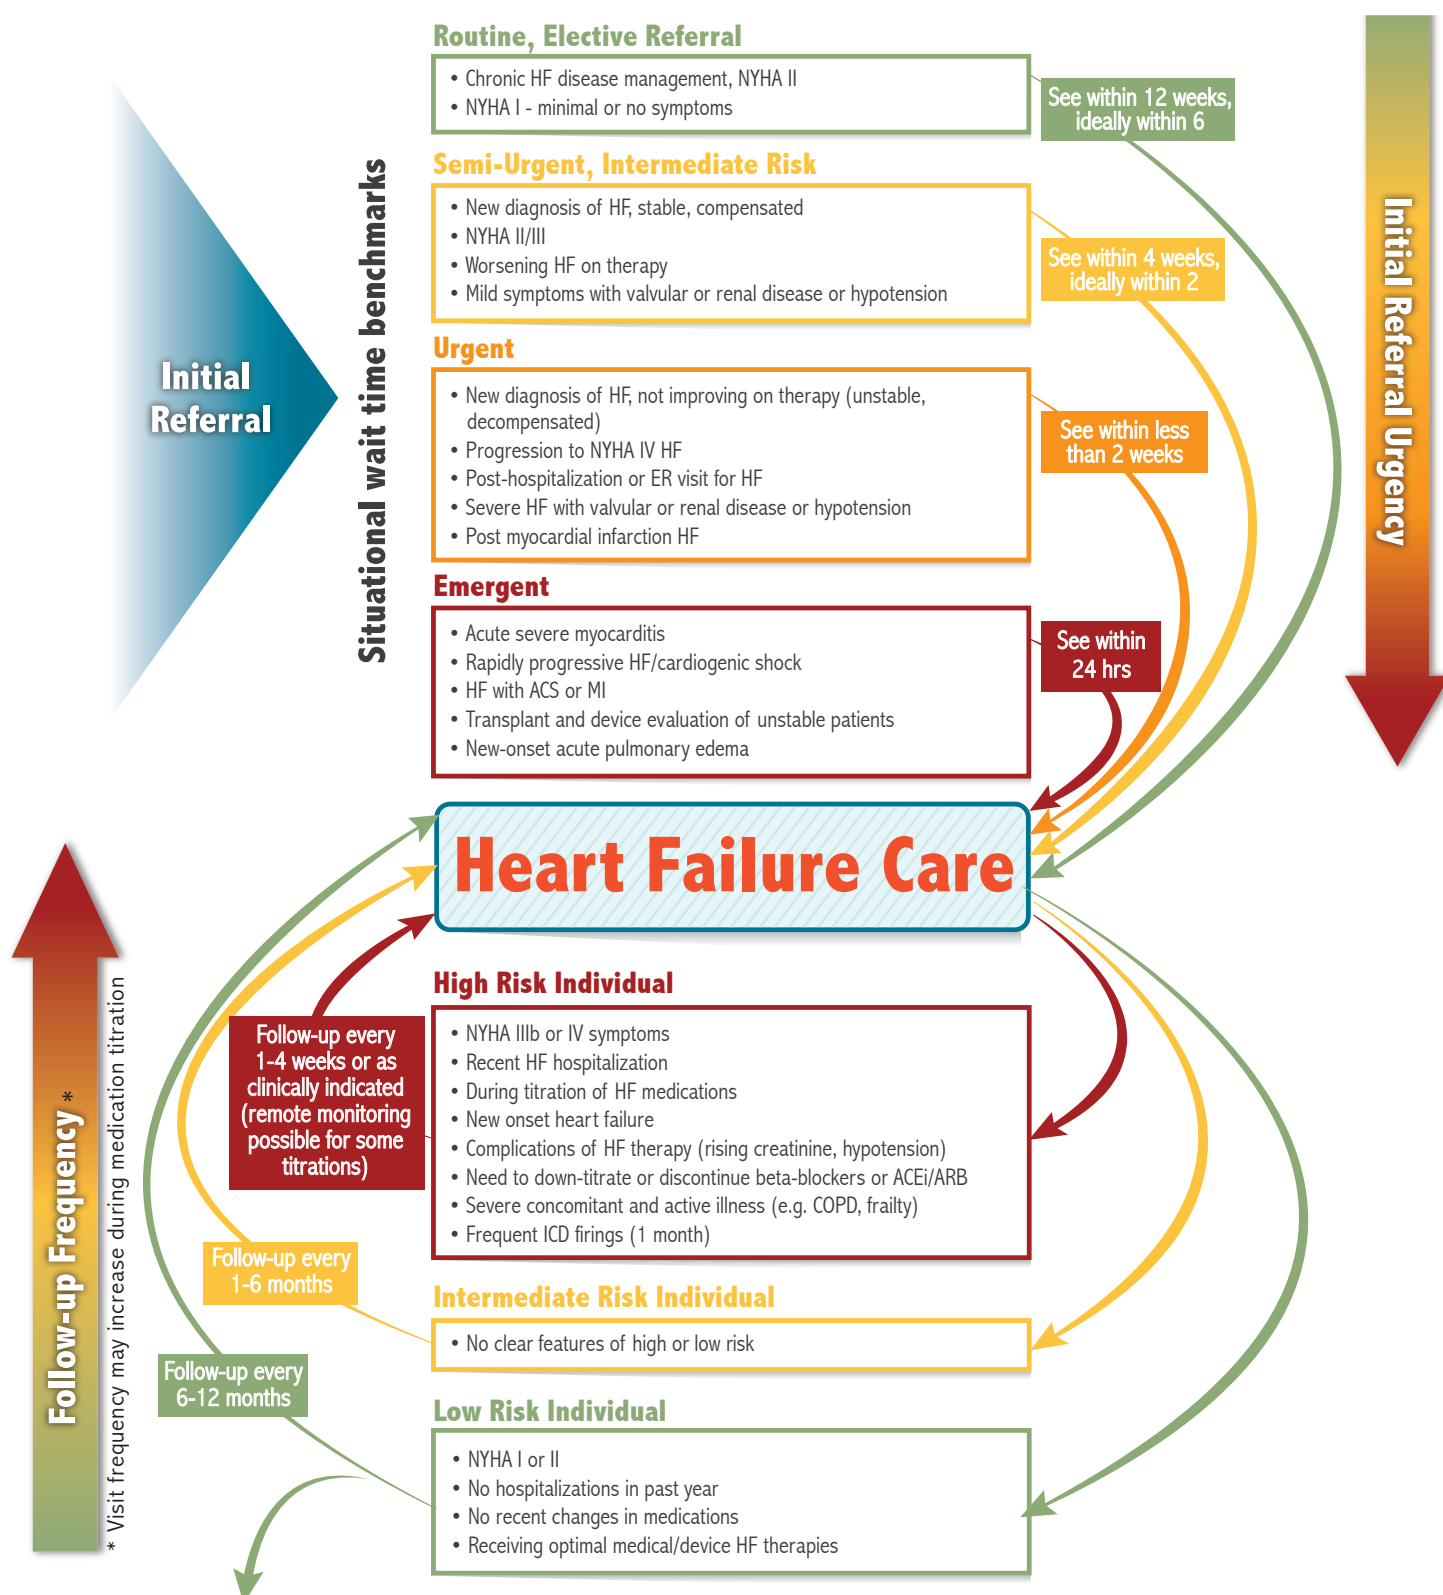 Routine, Elective Referral
• Chronic HF disease management, NYHA II
• NYHA I - minimal or no symptoms
See within 12 weeks,
ideally within 6
Semi-Urgent, Intermediate Risk
• New diagnosis of HF, stable, compensated
• NYHA II/III
• Worsening HF on therapy
• Mild symptoms with valvular or renal disease or hypotension
See within 4 weeks,
ideally within 2
Urgent
• New diagnosis of HF, not improving on therapy (unstable,
decompensated)
• Progression to NYHA IV HF
• Post-hospitalization or ER visit for HF
• Severe HF with valvular or renal disease or hypotension
• Post myocardial infarction HF
See within less
than 2 weeks
Emergent
• Acute severe myocarditis
• Rapidly progressive HF/cardiogenic shock
• HF with ACS or MI
• Transplant and device evaluation of unstable patients
• New-onset acute pulmonary edema
See within
24 hrs
Initial
Referral
Situational wait time benchmarks
Initial Referral Urgency
Heart Failure Care
High Risk Individual
• NYHA IIIb or IV symptoms
• Recent HF hospitalization
• During titration of HF medications
• New onset heart failure
• Complications of HF therapy (rising creatinine, hypotension)
• Need to down-titrate or discontinue beta-blockers or ACEi/ARB
• Severe concomitant and active illness (e.g. COPD, frailty)
• Frequent ICD firings (1 month)
Follow-up every
1-4 weeks or as
clinically indicated
(remote monitoring
possible for some
titrations)
Intermediate Risk Individual
• No clear features of high or low risk
Follow-up every
1-6 months
Low Risk Individual
• NYHA I or II
• No hospitalizations in past year
• No recent changes in medications
• Receiving optimal medical/device HF therapies
Follow-up every
6-12 months
Follow-up Frequency *
* Visit frequency may increase during medication titration